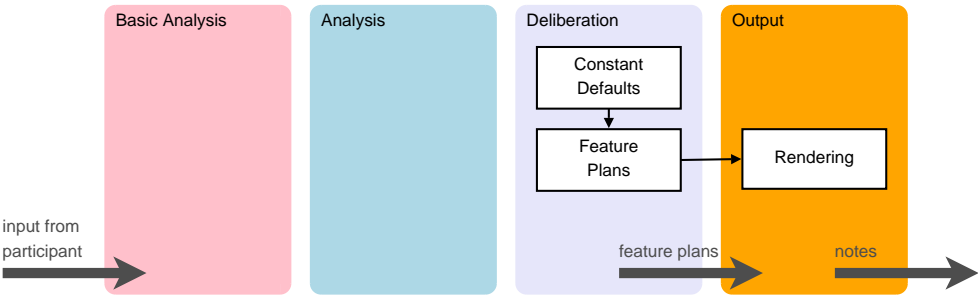 Basic Analysis
Analysis
Deliberation
Output
Constant
Defaults
Feature
Plans
Rendering
input from
participant
feature plans
notes